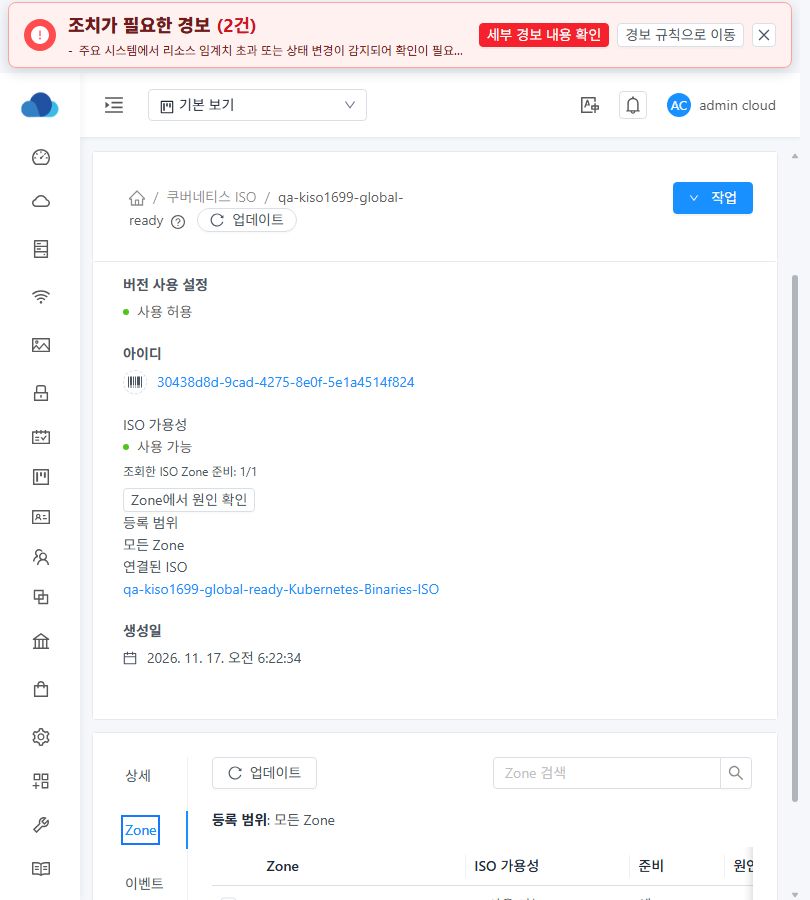 조치가 필요한 경보 (2건)
- 주요 시스템에서 리소스 임계치 초과 또는 상태 변경이 감지되어 확인이 필요...
세부 경보 내용 확인
경보 규칙으로 이동
기본 보기
AC admin cloud
/ 쿠버네티스 ISO / qa-kiso1699-global-
ready
업데이트
작업
버전 사용 설정
사용 허용
아이디
30438d8d-9cad-4275-8e0f-5e1a4514f824
ISO 가용성
사용 가능
조회한 ISO Zone 준비: 1/1
Zone에서 원인 확인
등록 범위
모든 Zone
연결된 ISO
qa-kiso1699-global-ready-Kubernetes-Binaries-ISO
생성일
2026. 11. 17. 오전 6:22:34
상세
Zone
이벤트
업데이트
Zone 검색
등록 범위: 모든 Zone
Zone ISO 가용성 준비 원인